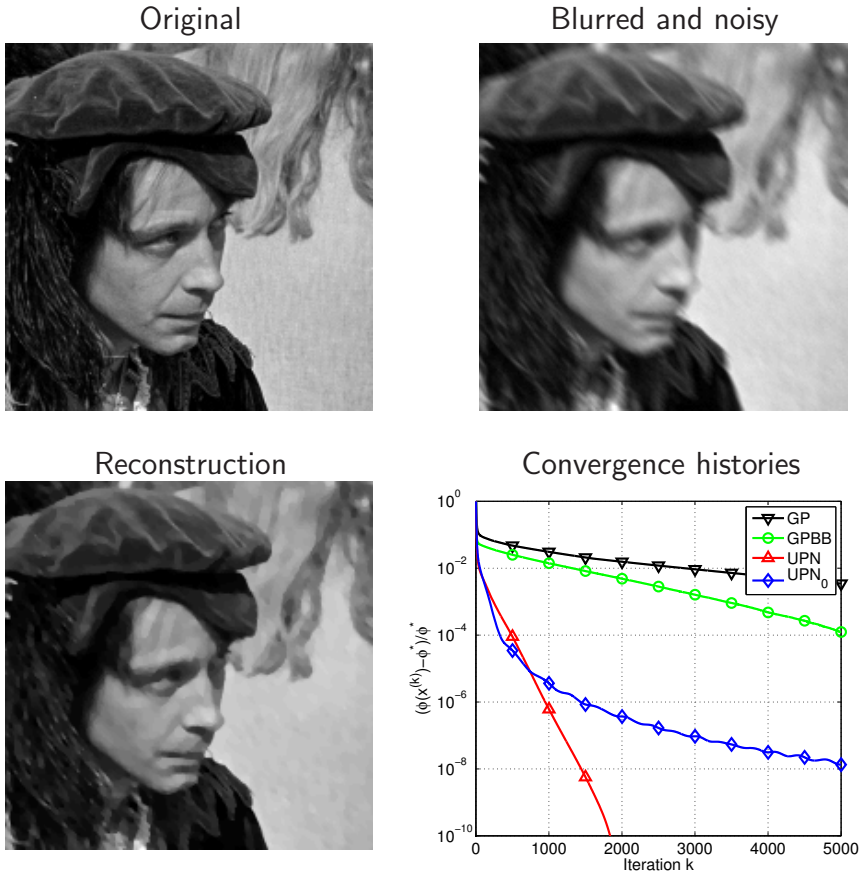 Original
Blurred and noisy
Reconstruction
Convergence histories
10^0
10^−2
10^−4
10^−6
10^−8
10^−10
(ϕ(x^(k))−ϕ^*)/ϕ^*
GP
GPBB
UPN
UPN_0
0 1000 2000 3000 4000 5000
Iteration k